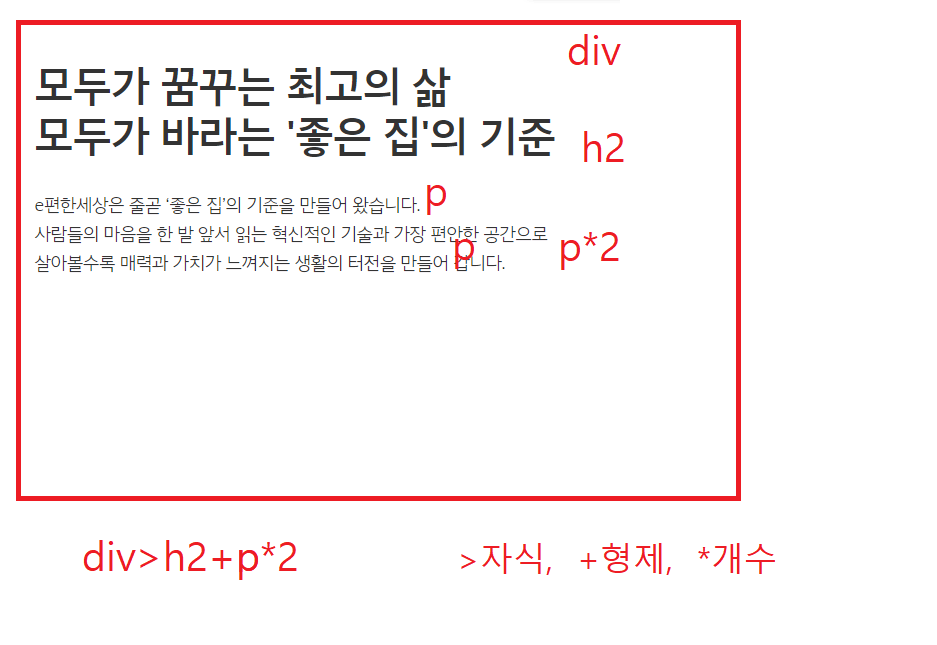 div
모두가 꿈꾸는 최고의 삶
모두가 바라는 '좋은 집'의 기준
h2
e편한세상은 줄곧 ‘좋은 집’의 기준을 만들어 왔습니다.
p
사람들의 마음을 한 발 앞서 읽는 혁신적인 기술과 가장 편안한 공간으로
p
p*2
살아볼수록 매력과 가치가 느껴지는 생활의 터전을 만들어 갑니다.
div>h2+p*2
>자식, +형제, *개수